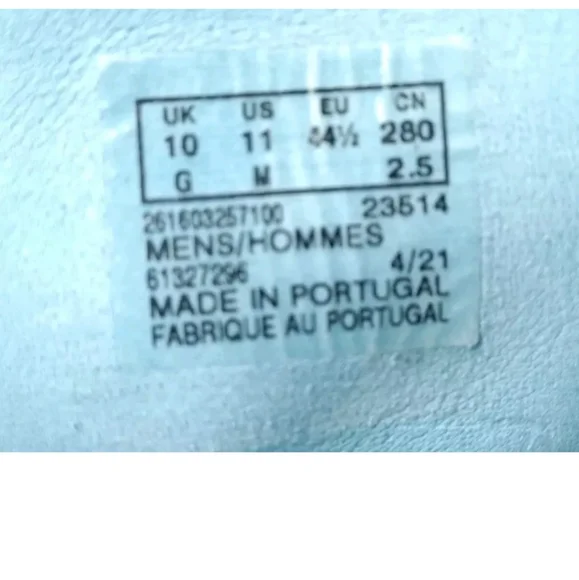 UK US EU CN
10 11 44½ 280
G M 2.5
261603257100 23514
MENS/HOMMES
61327296 4/21
MADE IN PORTUGAL
FABRIQUE AU PORTUGAL